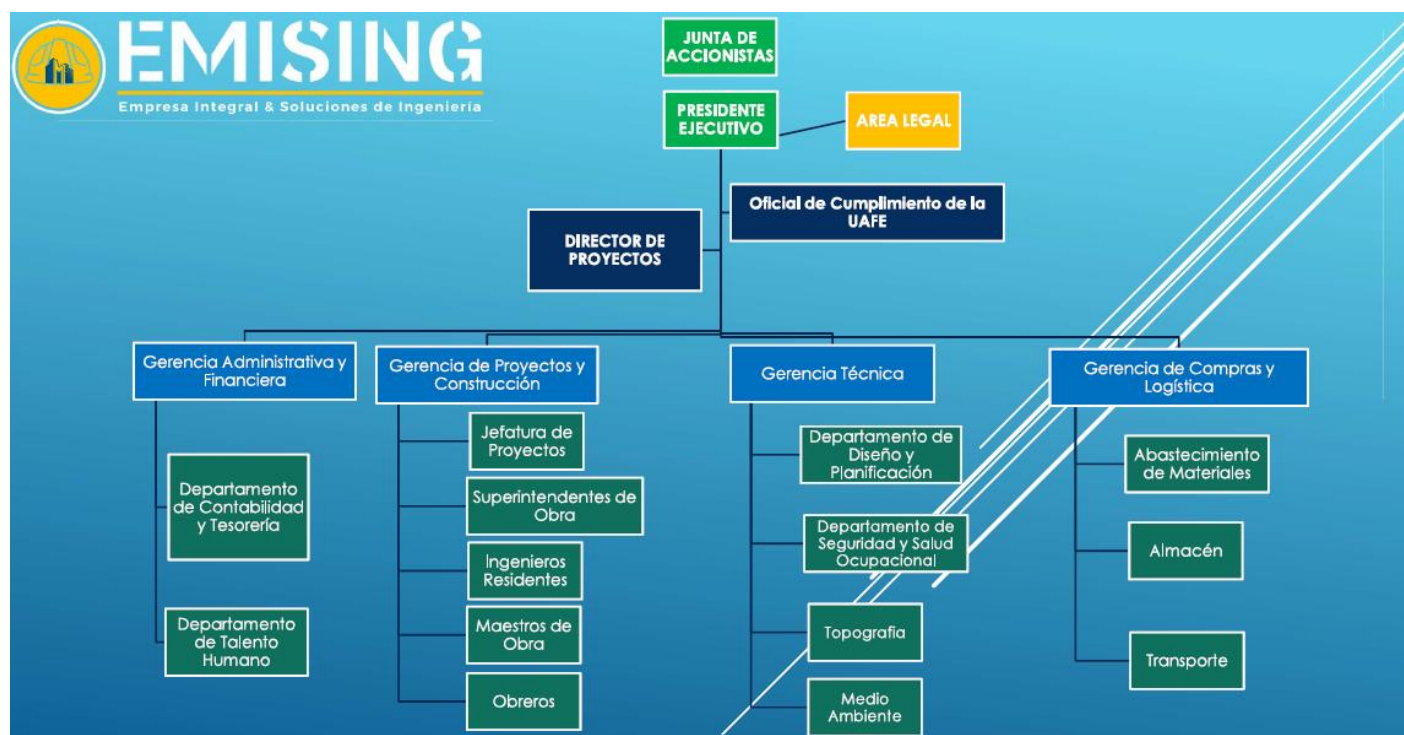 EMISING
Empresa Integral & Soluciones de Ingeniería
JUNTA DE
ACCIONISTAS
PRESIDENTE
EJECUTIVO
AREA LEGAL
Oficial de Cumplimiento de la
UAFE
DIRECTOR DE
PROYECTOS
Gerencia Administrativa y
Financiera
Departamento
de Contabilidad
y Tesorería
Departamento
de Talento
Humano
Gerencia de Proyectos y
Construcción
Jefatura de
Proyectos
Superintendentes de
Obra
Ingenieros
Residentes
Maestros de
Obra
Obreros
Gerencia Técnica
Departamento de
Diseño y
Planificación
Departamento de
Seguridad y Salud
Ocupacional
Topografia
Medio
Ambiente
Gerencia de Compras y
Logística
Abastecimiento
de Materiales
Almacén
Transporte